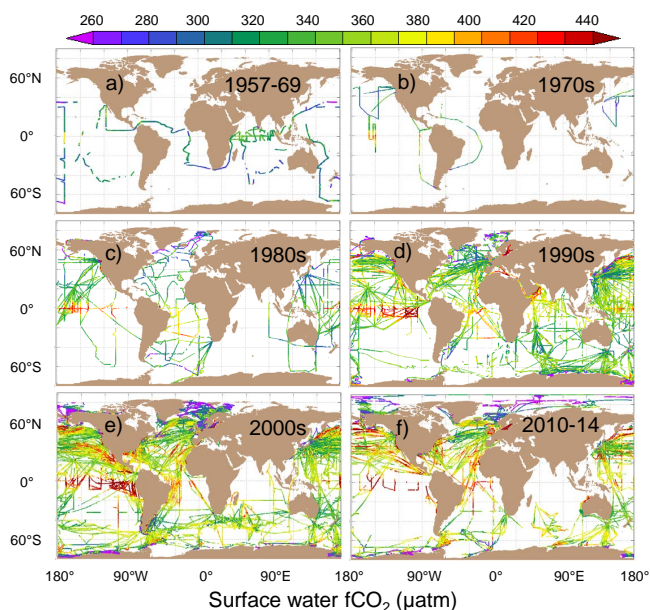 260 280 300 320 340 360 380 400 420 440
60°N
0°
60°S
a) 1957-69
b) 1970s
60°N
0°
60°S
c) 1980s
d) 1990s
60°N
0°
60°S
e) 2000s
f) 2010-14
180° 90°W 0° 90°E 180° 90°W 0° 90°E 180°
Surface water fCO₂ (µatm)